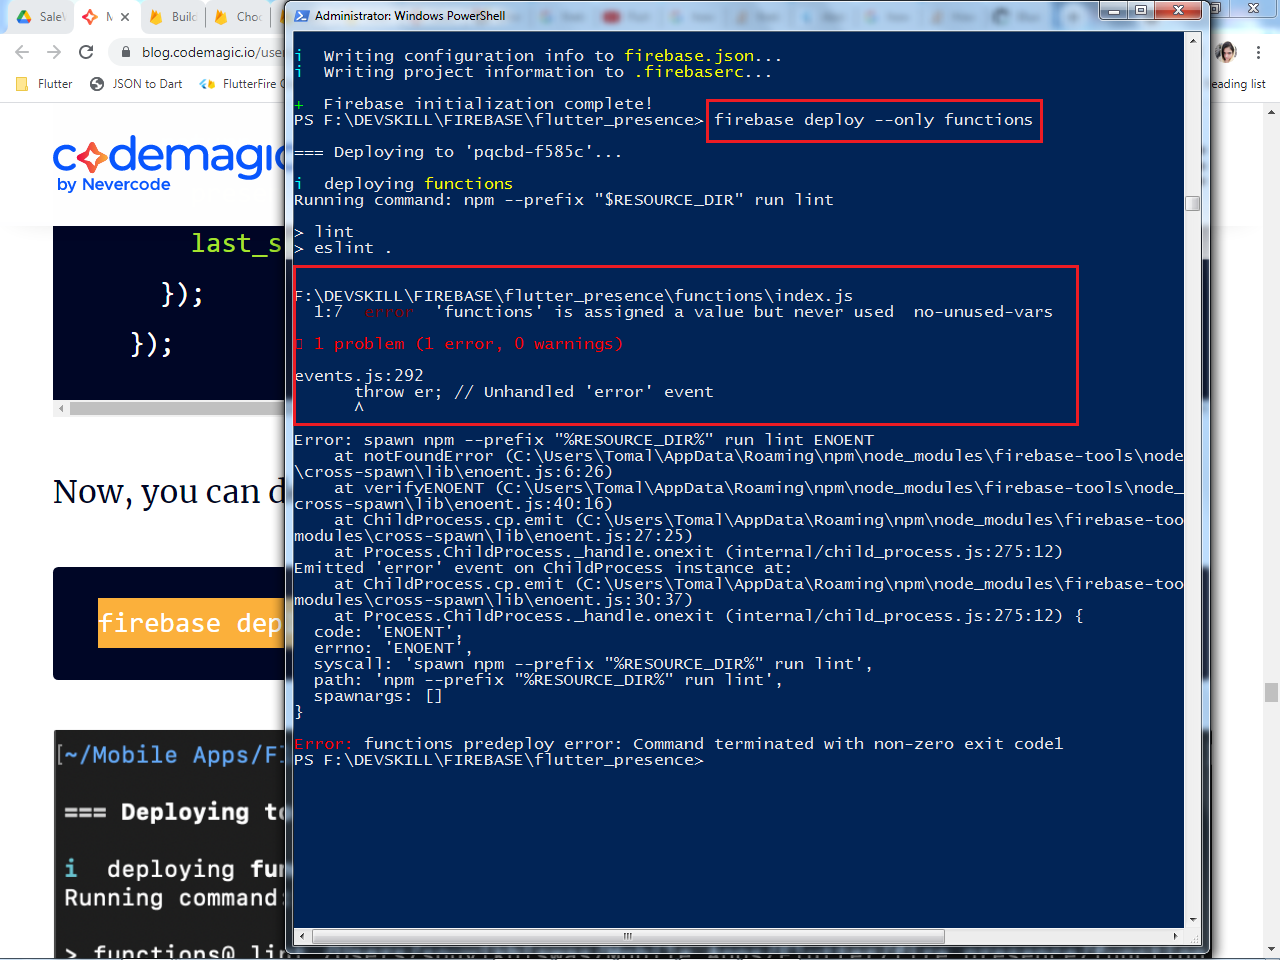 SaleV
M
Build
Choo
blog.codemagic.io/user
Flutter
JSON to Dart
FlutterFire
eading list
codemagic
by Nevercode
last_s
});
});
Now, you can d
firebase dep
[~/Mobile Apps/Fl
=== Deploying to
i  deploying fun
Running command:
> functions@ lint
Administrator: Windows PowerShell
i  Writing configuration info to firebase.json...
i  Writing project information to .firebaserc...
+  Firebase initialization complete!
PS F:\DEVSKILL\FIREBASE\flutter_presence> firebase deploy --only functions
=== Deploying to 'pqcbd-f585c'...
i  deploying functions
Running command: npm --prefix "$RESOURCE_DIR" run lint
> lint
> eslint .
F:\DEVSKILL\FIREBASE\flutter_presence\functions\index.js
  1:7  error  'functions' is assigned a value but never used  no-unused-vars
1 problem (1 error, 0 warnings)
events.js:292
      throw er; // Unhandled 'error' event
      ^
Error: spawn npm --prefix "%RESOURCE_DIR%" run lint ENOENT
    at notFoundError (C:\Users\Tomal\AppData\Roaming\npm\node_modules\firebase-tools\node
\cross-spawn\lib\enoent.js:6:26)
    at verifyENOENT (C:\Users\Tomal\AppData\Roaming\npm\node_modules\firebase-tools\node_
cross-spawn\lib\enoent.js:40:16)
    at ChildProcess.cp.emit (C:\Users\Tomal\AppData\Roaming\npm\node_modules\firebase-too
modules\cross-spawn\lib\enoent.js:27:25)
    at Process.ChildProcess._handle.onexit (internal/child_process.js:275:12)
Emitted 'error' event on ChildProcess instance at:
    at ChildProcess.cp.emit (C:\Users\Tomal\AppData\Roaming\npm\node_modules\firebase-too
modules\cross-spawn\lib\enoent.js:30:37)
    at Process.ChildProcess._handle.onexit (internal/child_process.js:275:12) {
  code: 'ENOENT',
  errno: 'ENOENT',
  syscall: 'spawn npm --prefix "%RESOURCE_DIR%" run lint',
  path: 'npm --prefix "%RESOURCE_DIR%" run lint',
  spawnargs: []
}
Error: functions predeploy error: Command terminated with non-zero exit code1
PS F:\DEVSKILL\FIREBASE\flutter_presence>